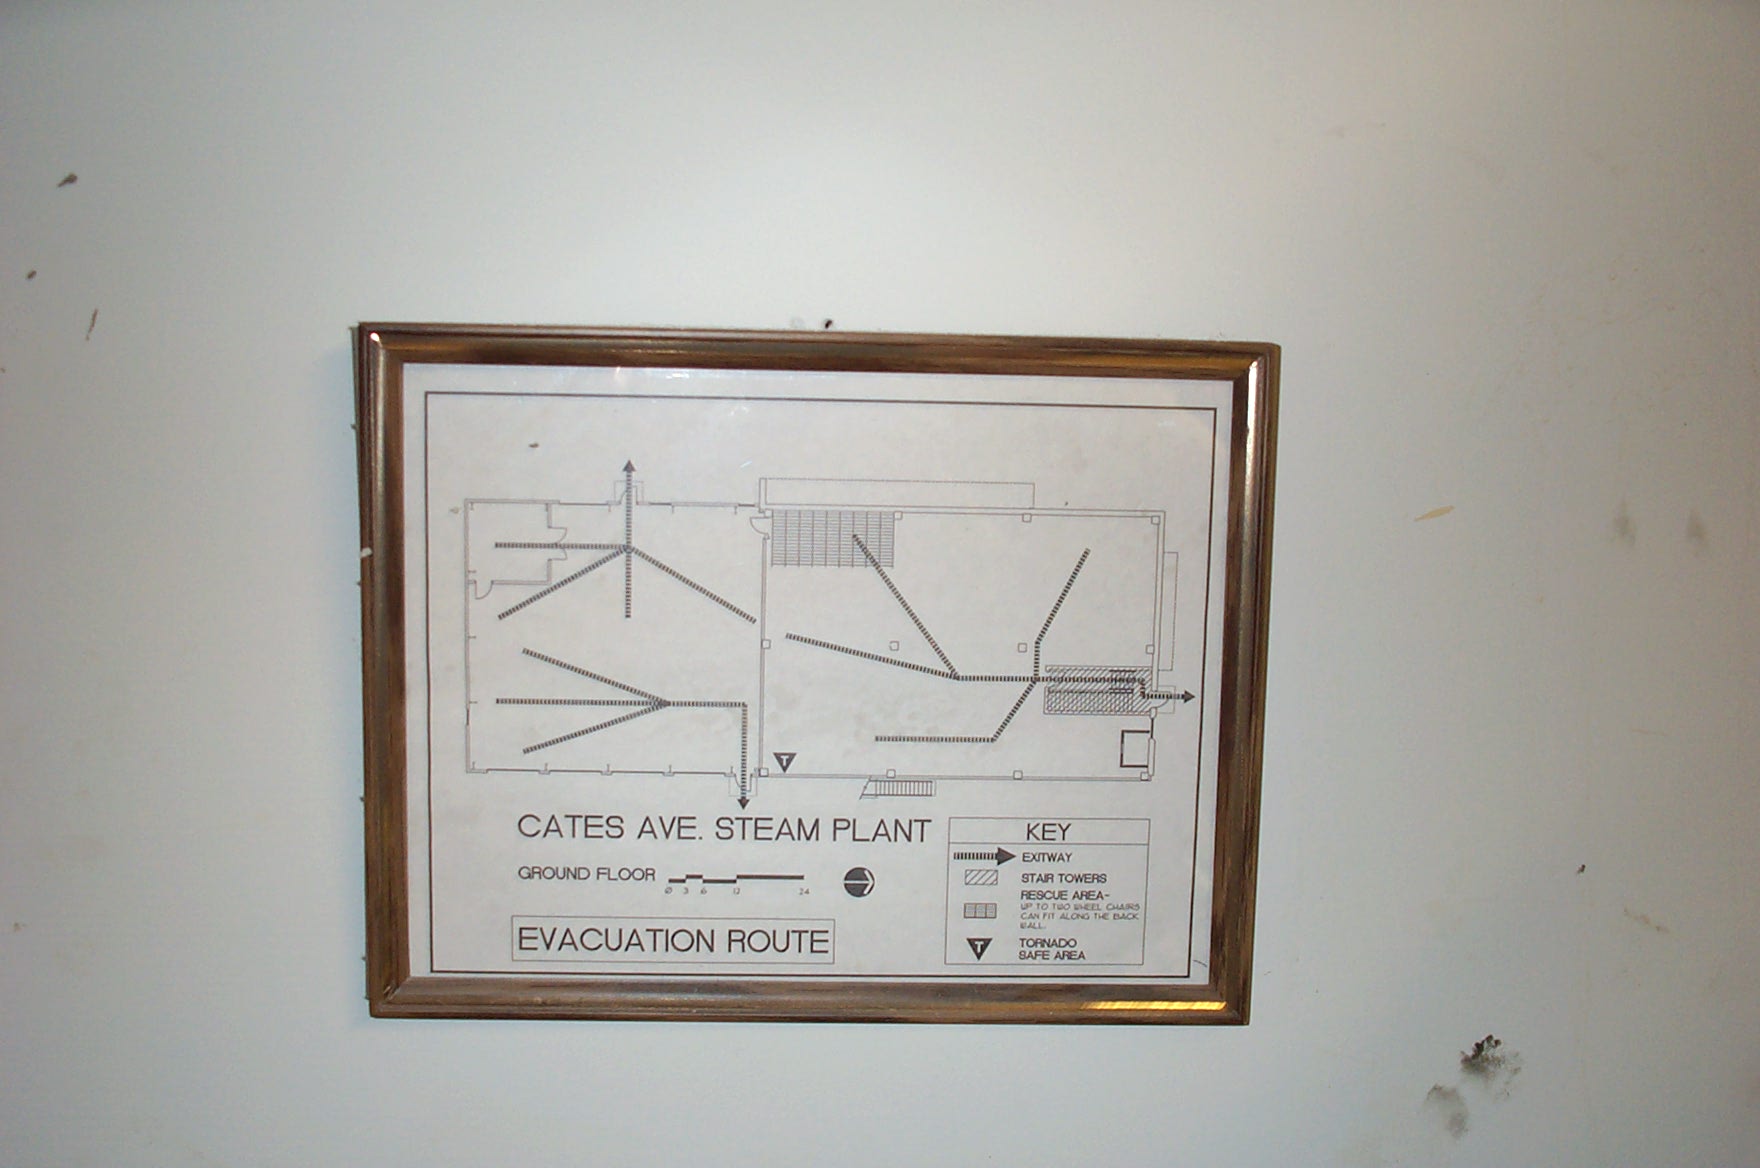 T
CATES AVE. STEAM PLANT
GROUND FLOOR
0 3 6 12 24
EVACUATION ROUTE
KEY
EXITWAY
STAIR TOWERS
RESCUE AREA-
UP TO TWO WHEEL CHAIRS
CAN FIT ALONG THE BACK
WALL.
T
TORNADO
SAFE AREA